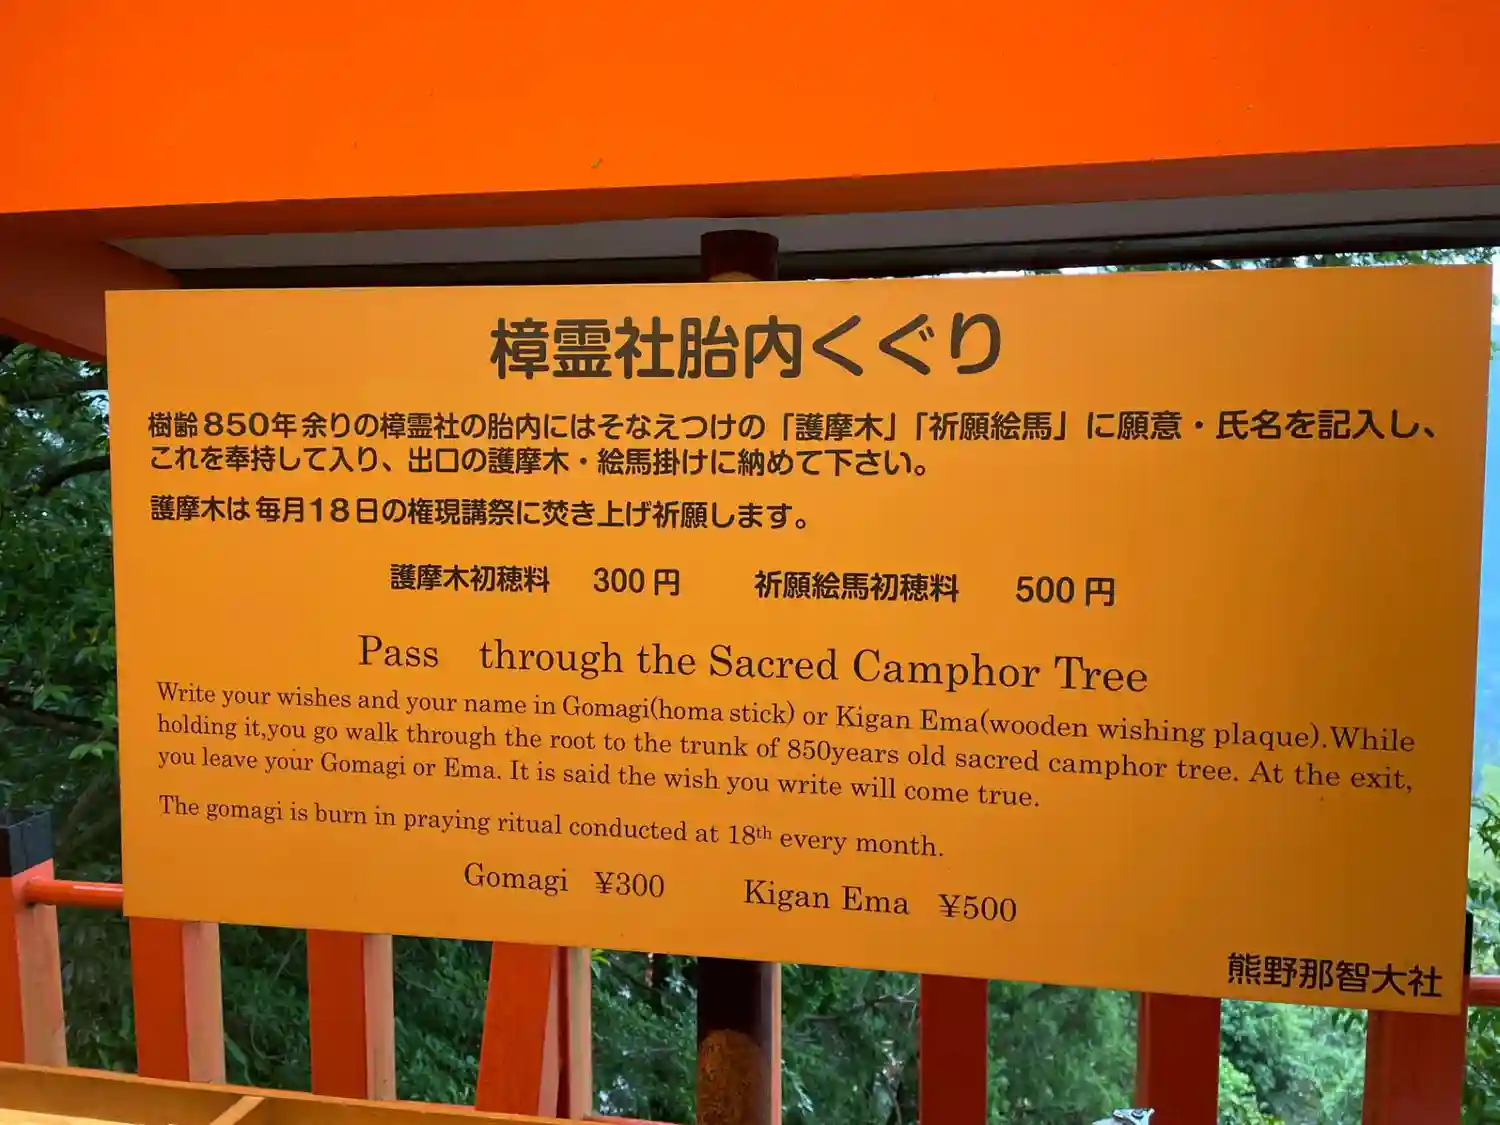 樟霊社胎内くぐり
樹齢850年余りの樟霊社の胎内にはそなえつけの「護摩木」「祈願絵馬」に願意・氏名を記入し、
これを奉持して入り、出口の護摩木・絵馬掛けに納めて下さい。
護摩木は毎月18日の権現講祭に焚き上げ祈願します。
護摩木初穂料 300円 祈願絵馬初穂料 500円
Pass through the Sacred Camphor Tree
Write your wishes and your name in Gomagi(homa stick) or Kigan Ema(wooden wishing plaque).While
holding it,you go walk through the root to the trunk of 850years old sacred camphor tree. At the exit,
you leave your Gomagi or Ema. It is said the wish you write will come true.
The gomagi is burn in praying ritual conducted at 18th every month.
Gomagi ¥300 Kigan Ema ¥500
熊野那智大社